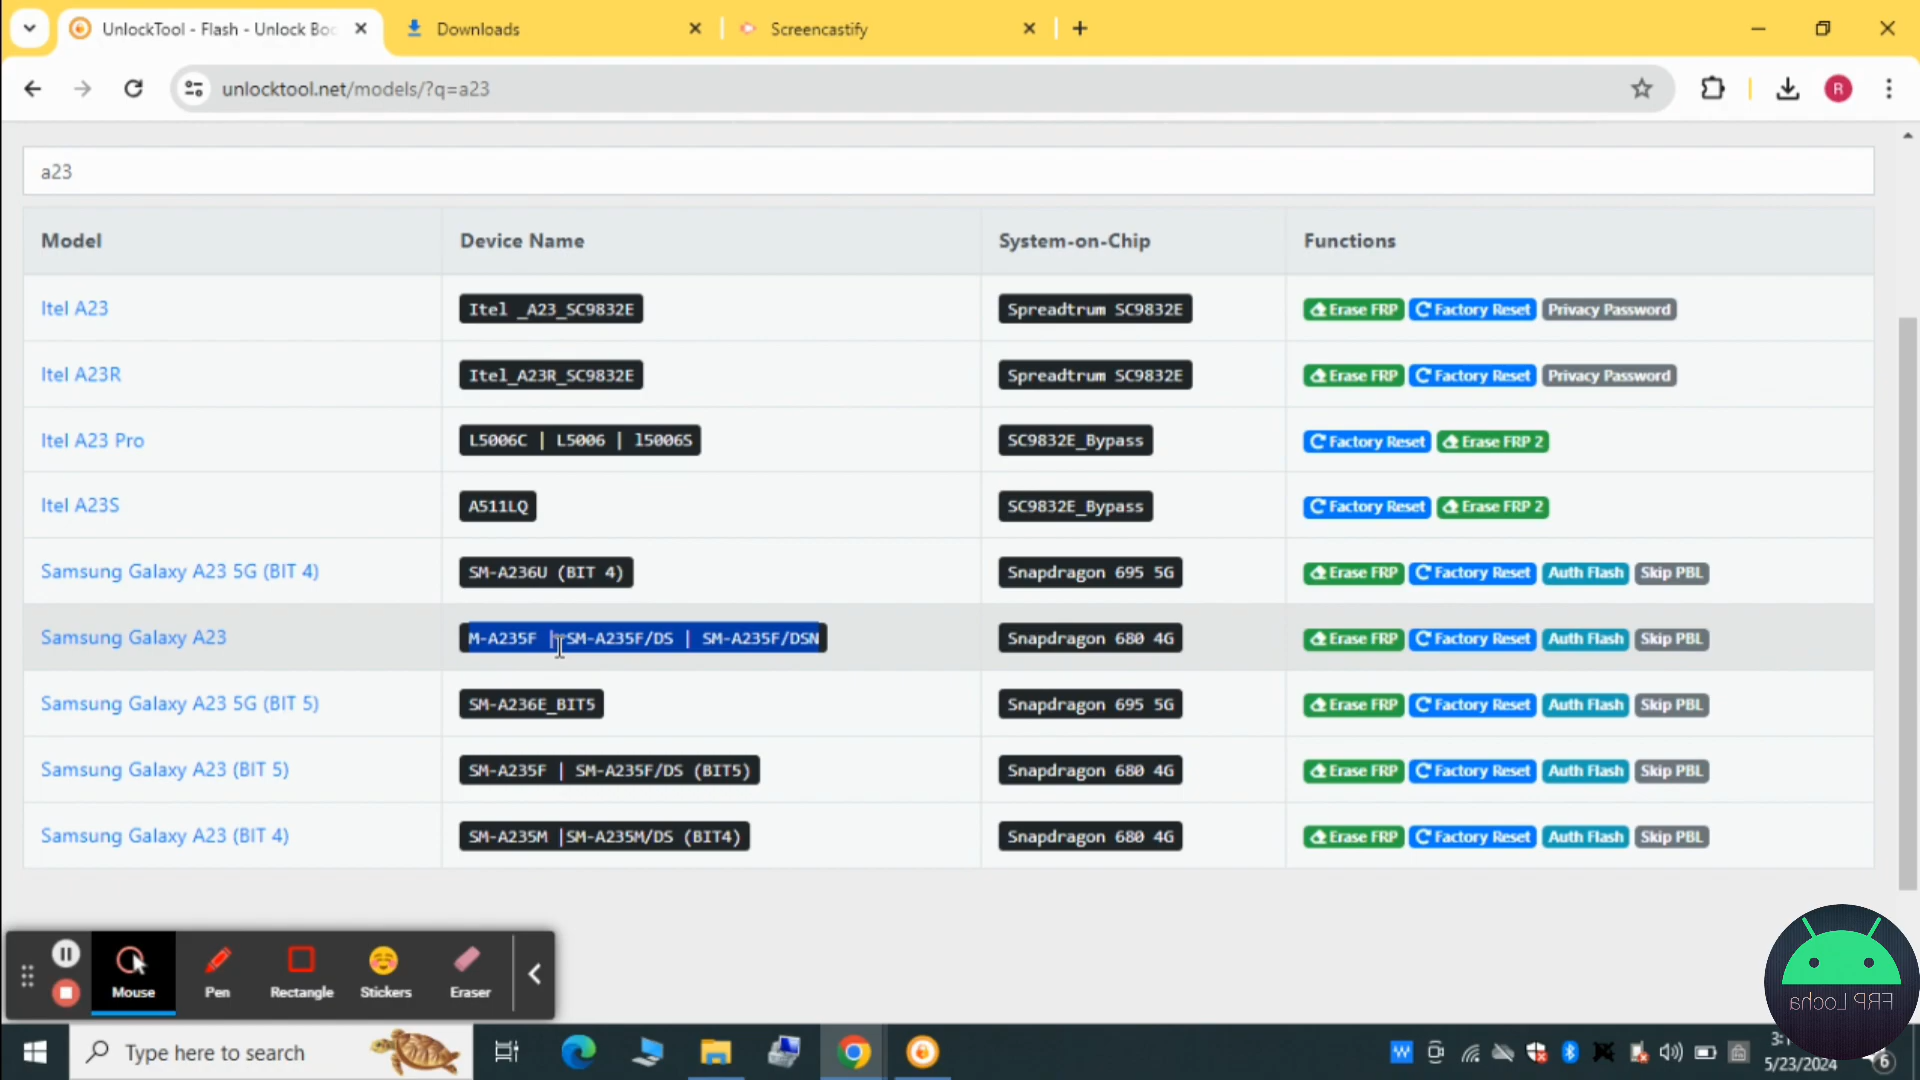 UnlockTool - Flash - Unlock Boo
Downloads
Screencastify
unlocktool.net/models/?q=a23
R
a23
Model Device Name System-on-Chip Functions
Itel A23 Itel _A23_SC9832E Spreadtrum SC9832E Erase FRP Factory Reset Privacy Password
Itel A23R Itel_A23R_SC9832E Spreadtrum SC9832E Erase FRP Factory Reset Privacy Password
Itel A23 Pro L5006C | L5006 | l5006S SC9832E_Bypass Factory Reset Erase FRP 2
Itel A23S A511LQ SC9832E_Bypass Factory Reset Erase FRP 2
Samsung Galaxy A23 5G (BIT 4) SM-A236U (BIT 4) Snapdragon 695 5G Erase FRP Factory Reset Auth Flash Skip PBL
Samsung Galaxy A23 M-A235F | SM-A235F/DS | SM-A235F/DSN Snapdragon 680 4G Erase FRP Factory Reset Auth Flash Skip PBL
Samsung Galaxy A23 5G (BIT 5) SM-A236E_BIT5 Snapdragon 695 5G Erase FRP Factory Reset Auth Flash Skip PBL
Samsung Galaxy A23 (BIT 5) SM-A235F | SM-A235F/DS (BIT5) Snapdragon 680 4G Erase FRP Factory Reset Auth Flash Skip PBL
Samsung Galaxy A23 (BIT 4) SM-A235M |SM-A235M/DS (BIT4) Snapdragon 680 4G Erase FRP Factory Reset Auth Flash Skip PBL
Mouse Pen Rectangle Stickers Eraser
FRP Locha
Type here to search
W
5/23/2024
6